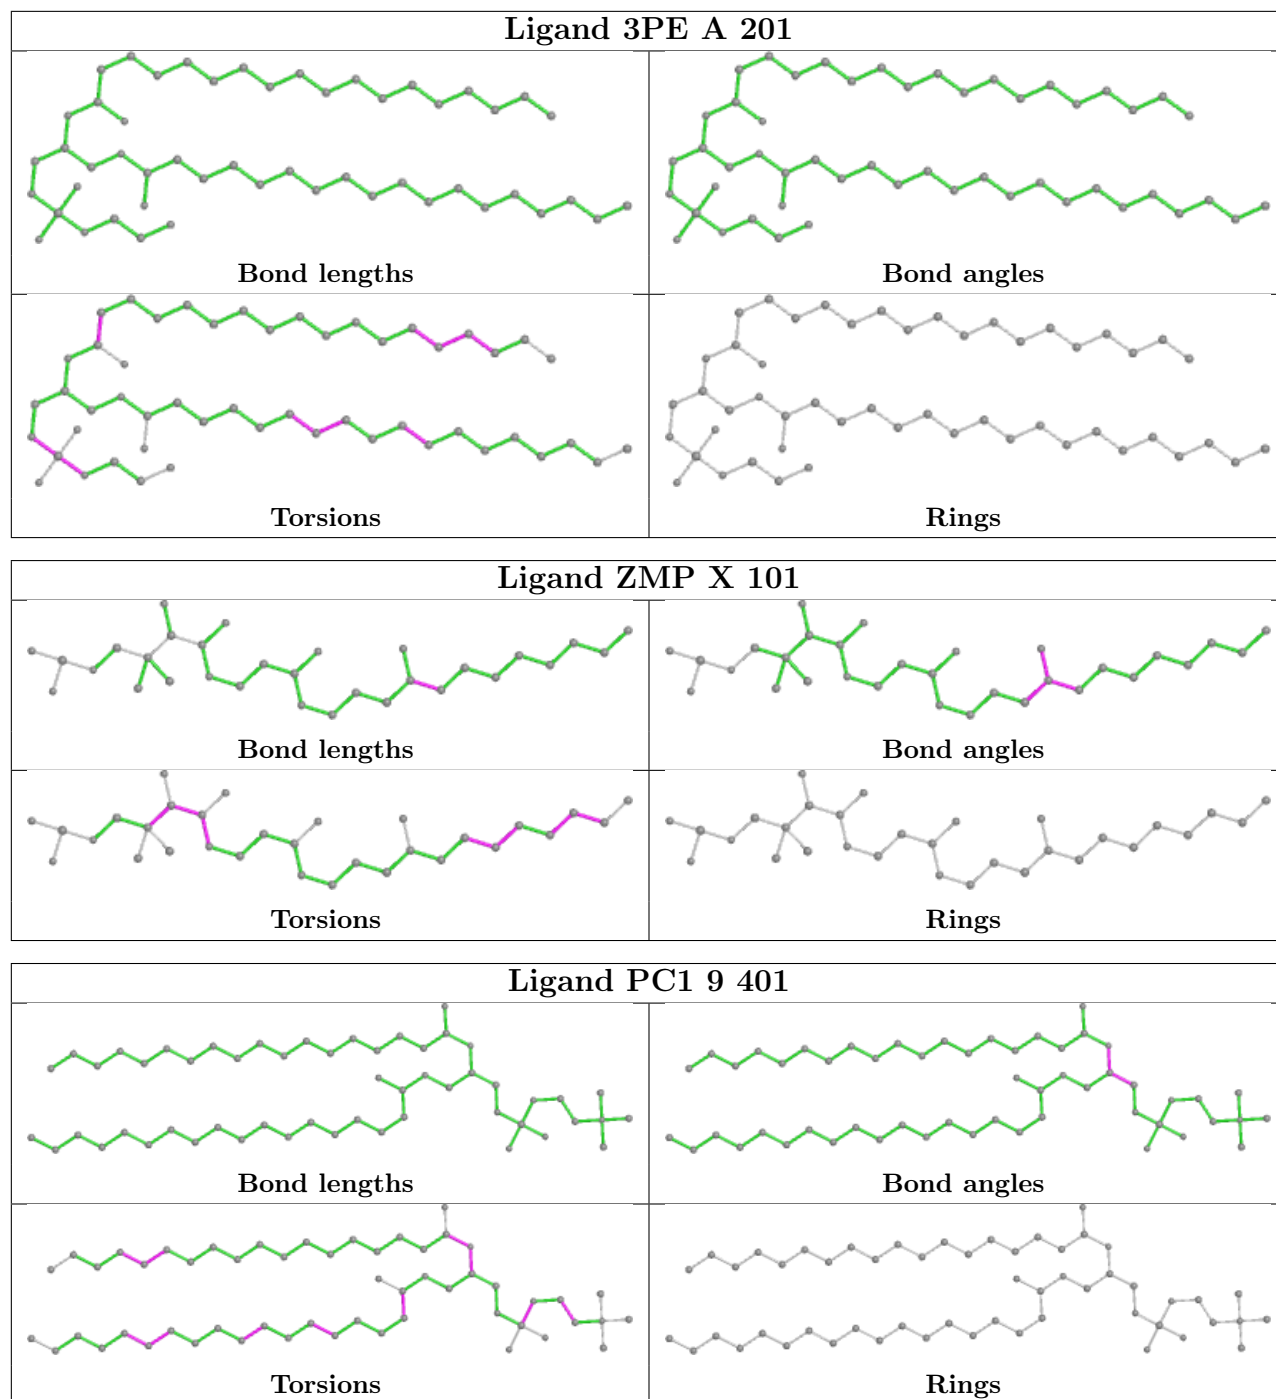 Ligand 3PE A 201
Bond lengths
Bond angles
Torsions
Rings
Ligand ZMP X 101
Bond lengths
Bond angles
Torsions
Rings
Ligand PC1 9 401
Bond lengths
Bond angles
Torsions
Rings